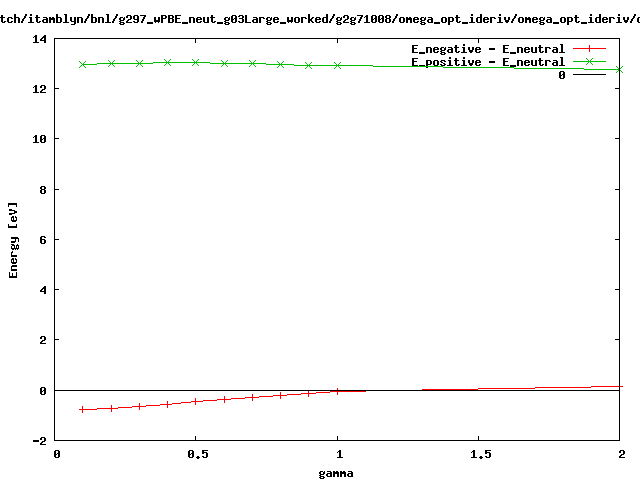 tch/itamblyn/bnl/g297_wPBE_neut_g03Large_worked/g2g71008/omega_opt_ideriv/omega_opt_ideriv/
14
E_negative - E_neutral
E_positive - E_neutral
0
12
10
8
6
4
2
0
-2
Energy [eV]
0 0.5 1 1.5 2
gamma